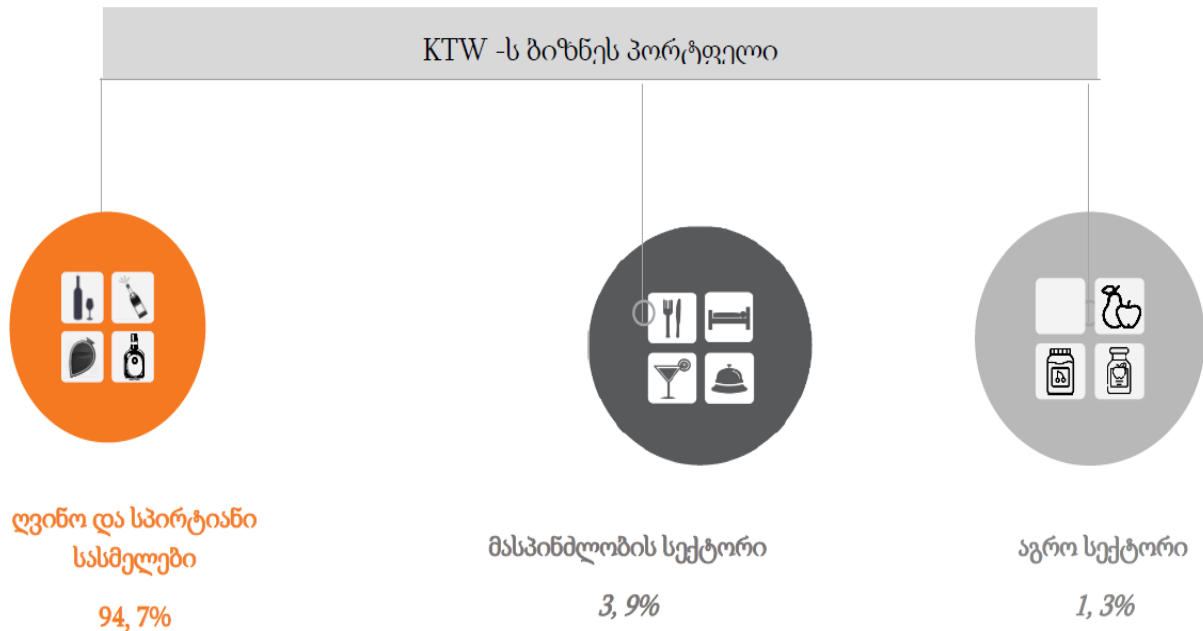 KTW -ს ბიზნეს პორტფელი
ღვინო და სპირტიანი
სასმელები
94, 7%
მასპინძლობის სექტორი
3, 9%
აგრო სექტორი
1, 3%